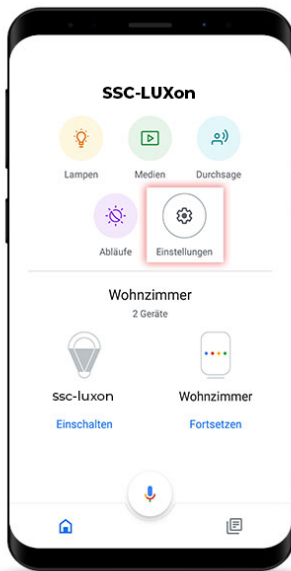 SSC-LUXon
Lampen Medien Durchsage
Abläufe Einstellungen
Wohnzimmer
2 Geräte
ssc-luxon Wohnzimmer
Einschalten Fortsetzen